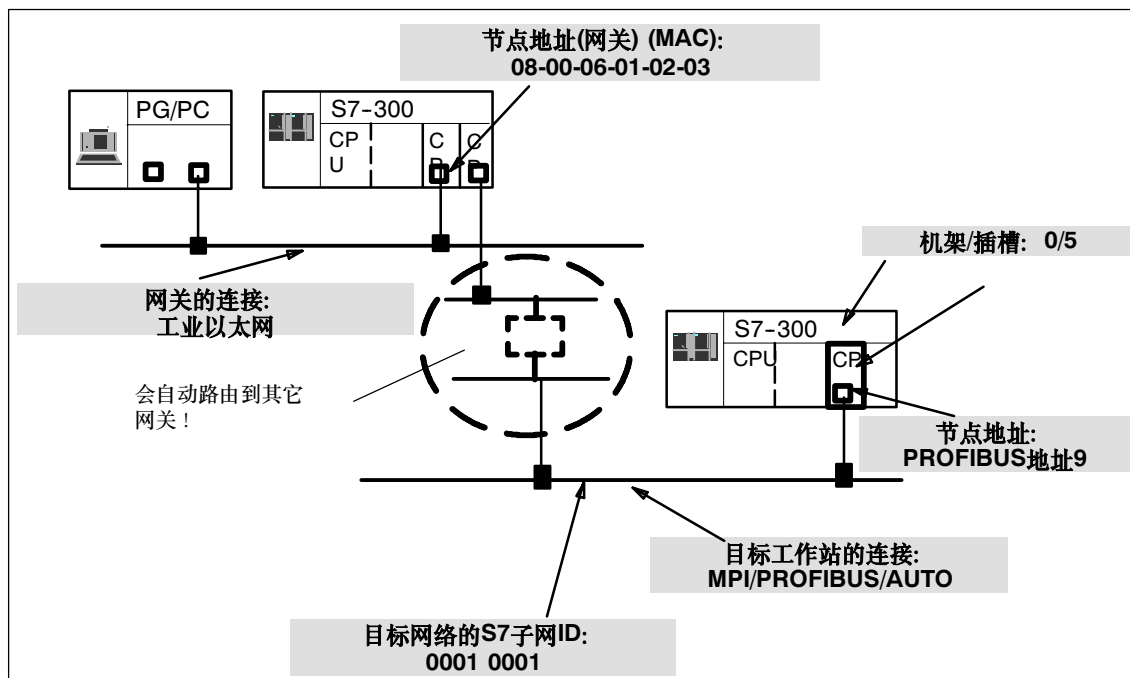 节点地址(网关) (MAC):
08-00-06-01-02-03
PG/PC
S7-300
CP
U
C
P
C
P
机架/插槽: 0/5
网关的连接:
工业以太网
S7-300
CPU
CP
会自动路由到其它
网关！
节点地址:
PROFIBUS地址9
目标工作站的连接:
MPI/PROFIBUS/AUTO
目标网络的S7子网ID:
0001 0001